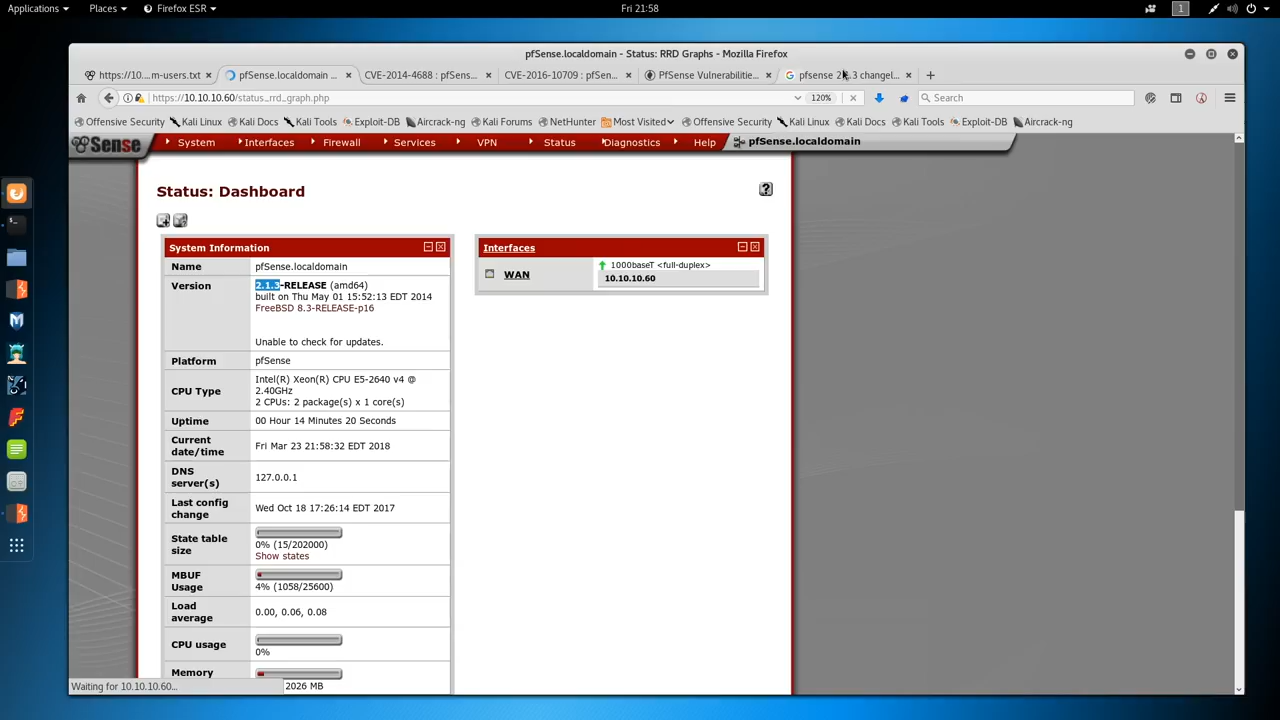 Applications
Places
Firefox ESR
Fri 21:58
1
pfSense.localdomain - Status: RRD Graphs - Mozilla Firefox
https://10....m-users.txt
pfSense.localdomain ...
CVE-2014-4688 : pfSens...
CVE-2016-10709 : pfSen...
PfSense Vulnerabilitie...
pfsense 2.1.3 changel...
https://10.10.10.60/status_rrd_graph.php
120%
Search
Offensive Security
Kali Linux
Kali Docs
Kali Tools
Exploit-DB
Aircrack-ng
Kali Forums
NetHunter
Most Visited
Offensive Security
Kali Linux
Kali Docs
Kali Tools
Exploit-DB
Aircrack-ng
Sense
System
Interfaces
Firewall
Services
VPN
Status
Diagnostics
Help
pfSense.localdomain
Status: Dashboard
?
System Information
Name
pfSense.localdomain
Version
2.1.3-RELEASE (amd64)
built on Thu May 01 15:52:13 EDT 2014
FreeBSD 8.3-RELEASE-p16
Unable to check for updates.
Platform
pfSense
CPU Type
Intel(R) Xeon(R) CPU E5-2640 v4 @
2.40GHz
2 CPUs: 2 package(s) x 1 core(s)
Uptime
00 Hour 14 Minutes 20 Seconds
Current
date/time
Fri Mar 23 21:58:32 EDT 2018
DNS
server(s)
127.0.0.1
Last config
change
Wed Oct 18 17:26:14 EDT 2017
State table
size
0% (15/202000)
Show states
MBUF
Usage
4% (1058/25600)
Load
average
0.00, 0.06, 0.08
CPU usage
0%
Memory
2026 MB
Interfaces
WAN
1000baseT <full-duplex>
10.10.10.60
Waiting for 10.10.10.60...